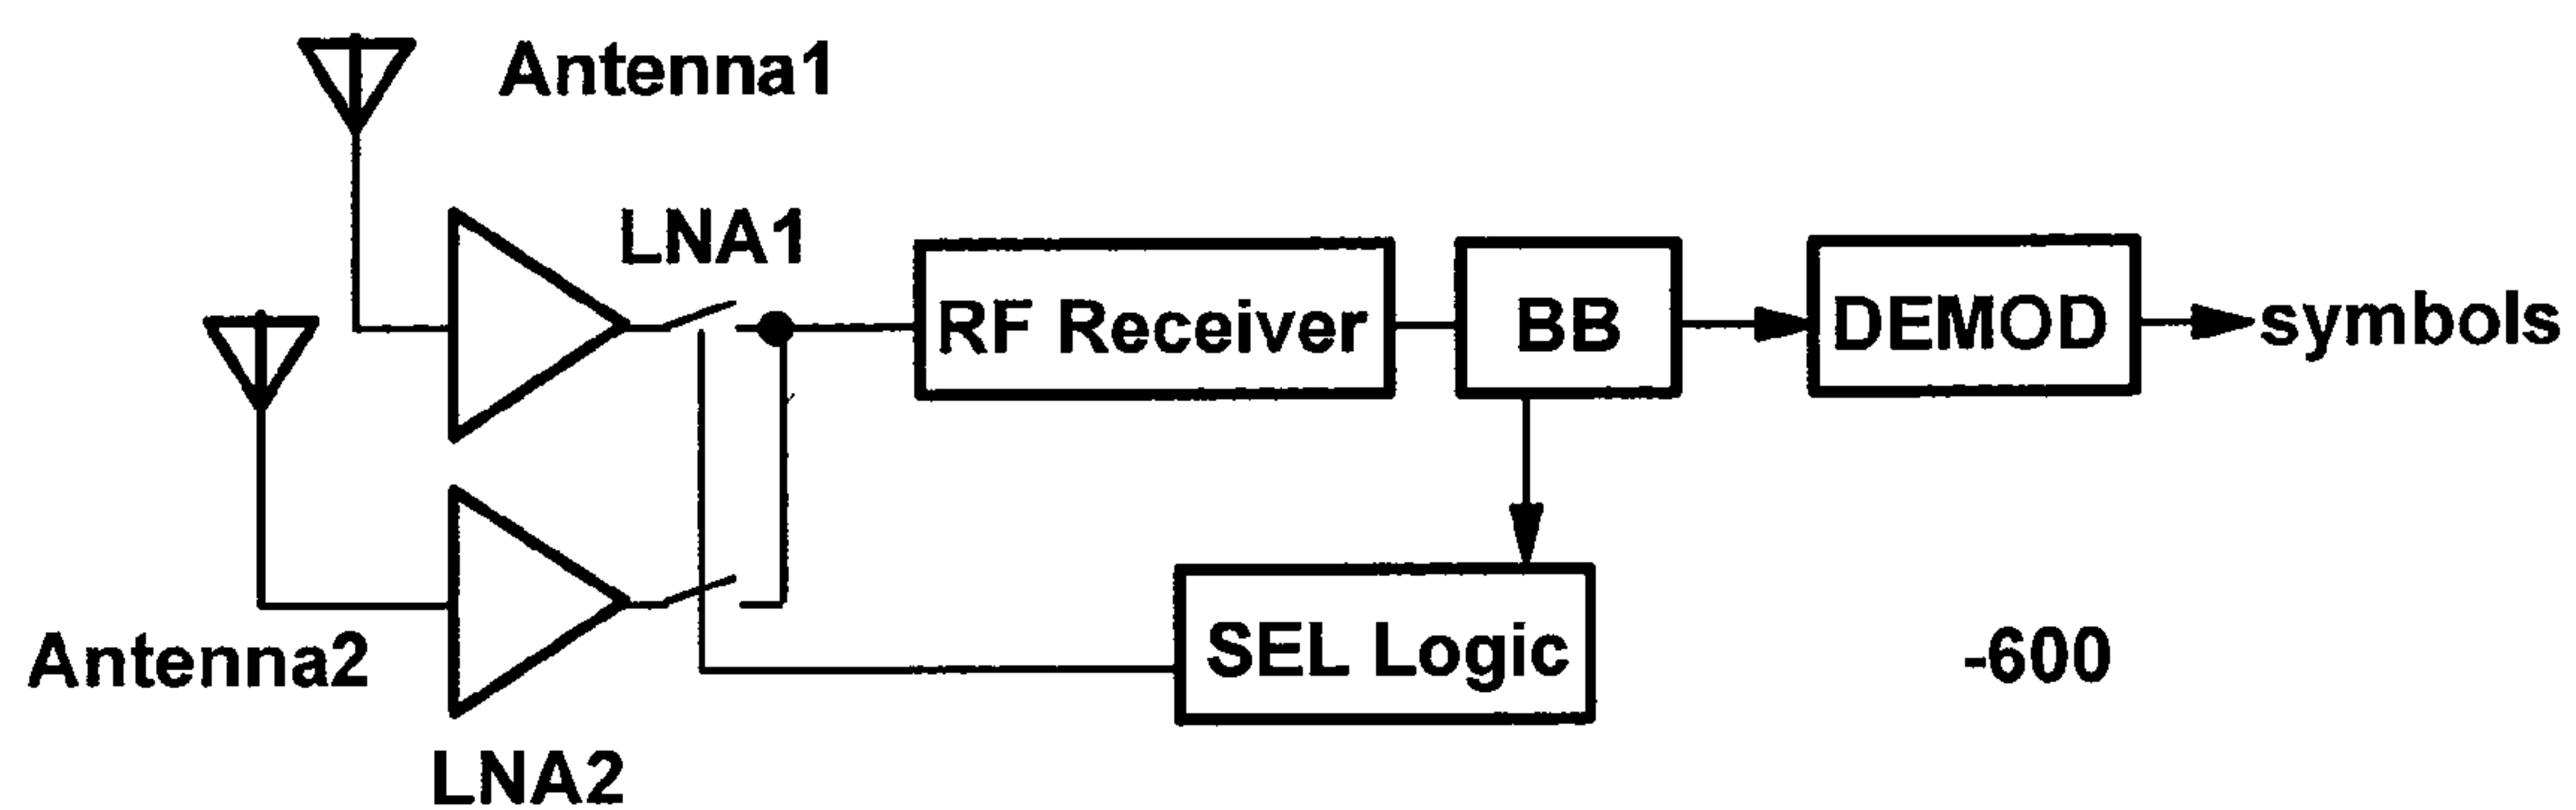 Antenna1
LNA1
RF Receiver
BB
DEMOD
symbols
SEL Logic
-600
Antenna2
LNA2